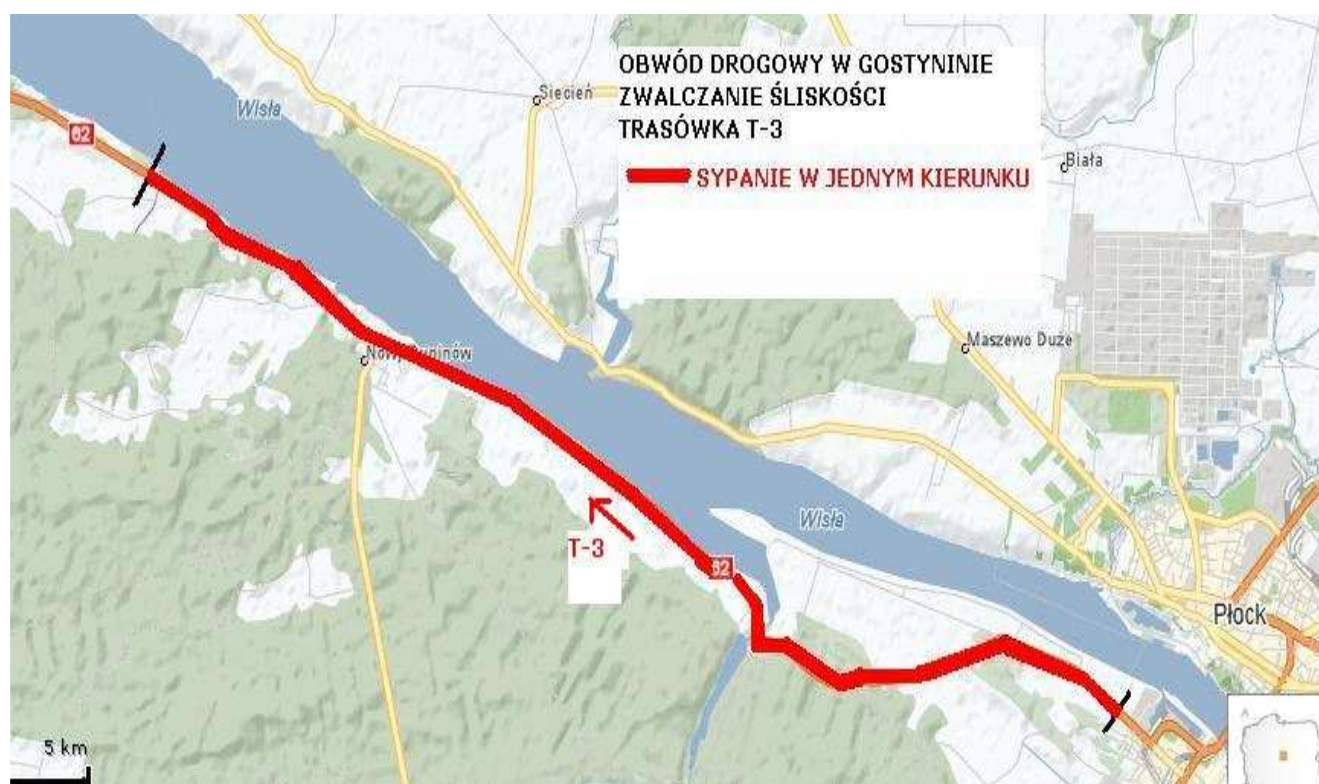 OBWÓD DROGOWY W GOSTYNINIE
ZWALCZANIE ŚLISKOŚCI
TRASÓWKA T-3
SYPANIE W JEDNYM KIERUNKU
Siecień
Wisła
62
Biała
Maszewo Duże
Nowy
T-3
62
Wisła
Płock
5 km